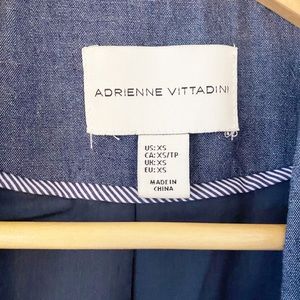 ADRIENNE VITTADINI
US: XS
CA: XS/TP
UK: XS
EU: XS
MADE IN
CHINA